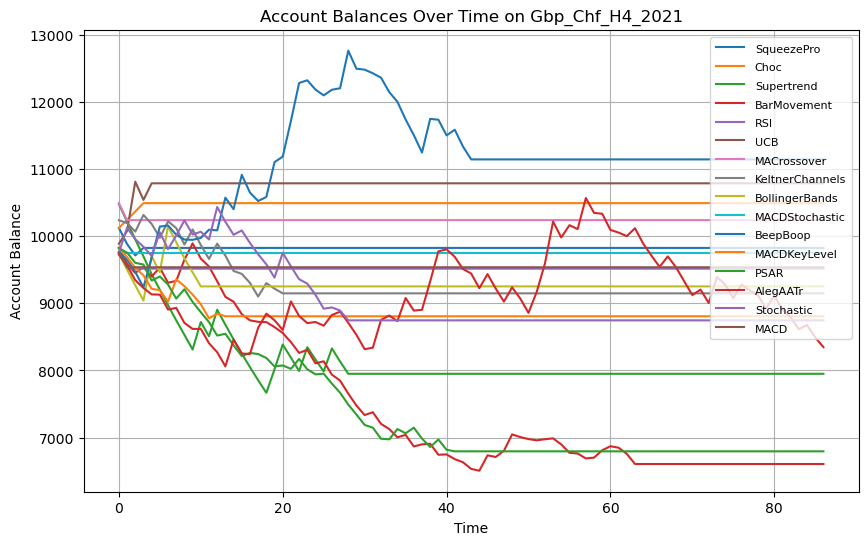 Account Balances Over Time on Gbp_Chf_H4_2021
13000
12000
11000
10000
9000
8000
7000
Account Balance
0
20
40
60
80
Time
SqueezePro
Choc
Supertrend
BarMovement
RSI
UCB
MACrossover
KeltnerChannels
BollingerBands
MACDStochastic
BeepBoop
MACDKeyLevel
PSAR
AlegAATr
Stochastic
MACD